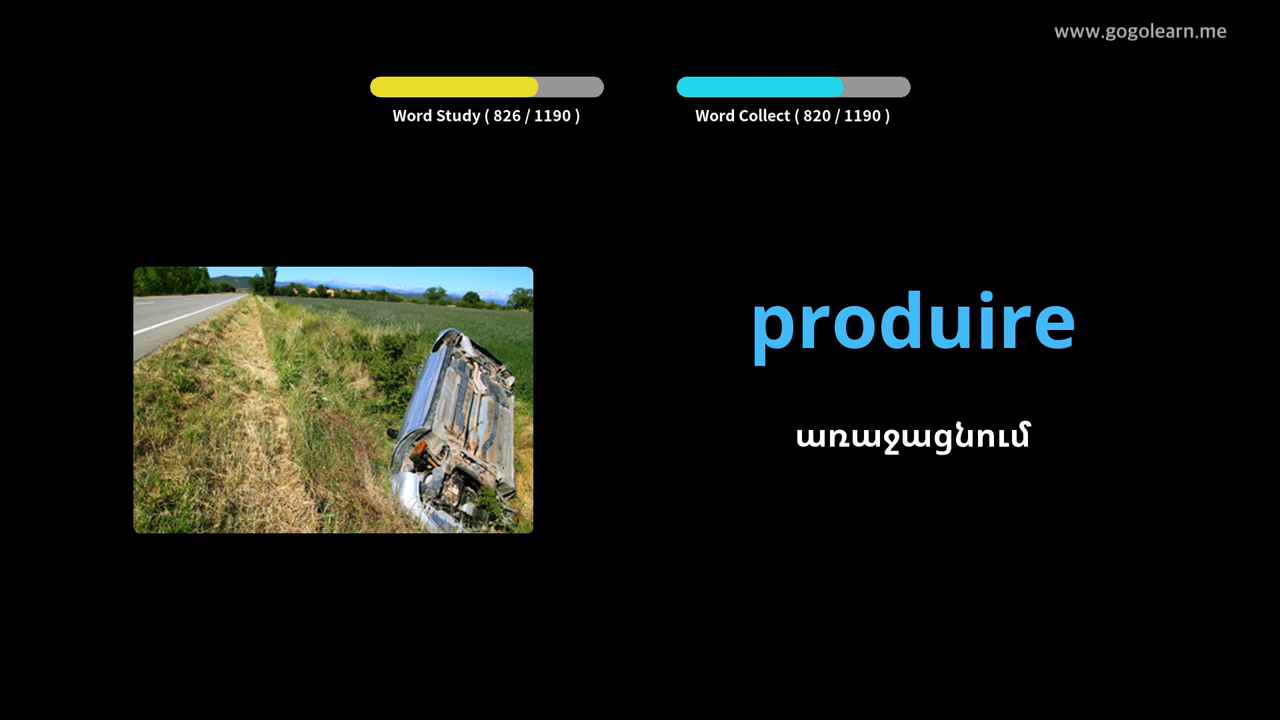 www.gogolearn.me
Word Study ( 826 / 1190 )
Word Collect ( 820 / 1190 )
produire
առաջացնում